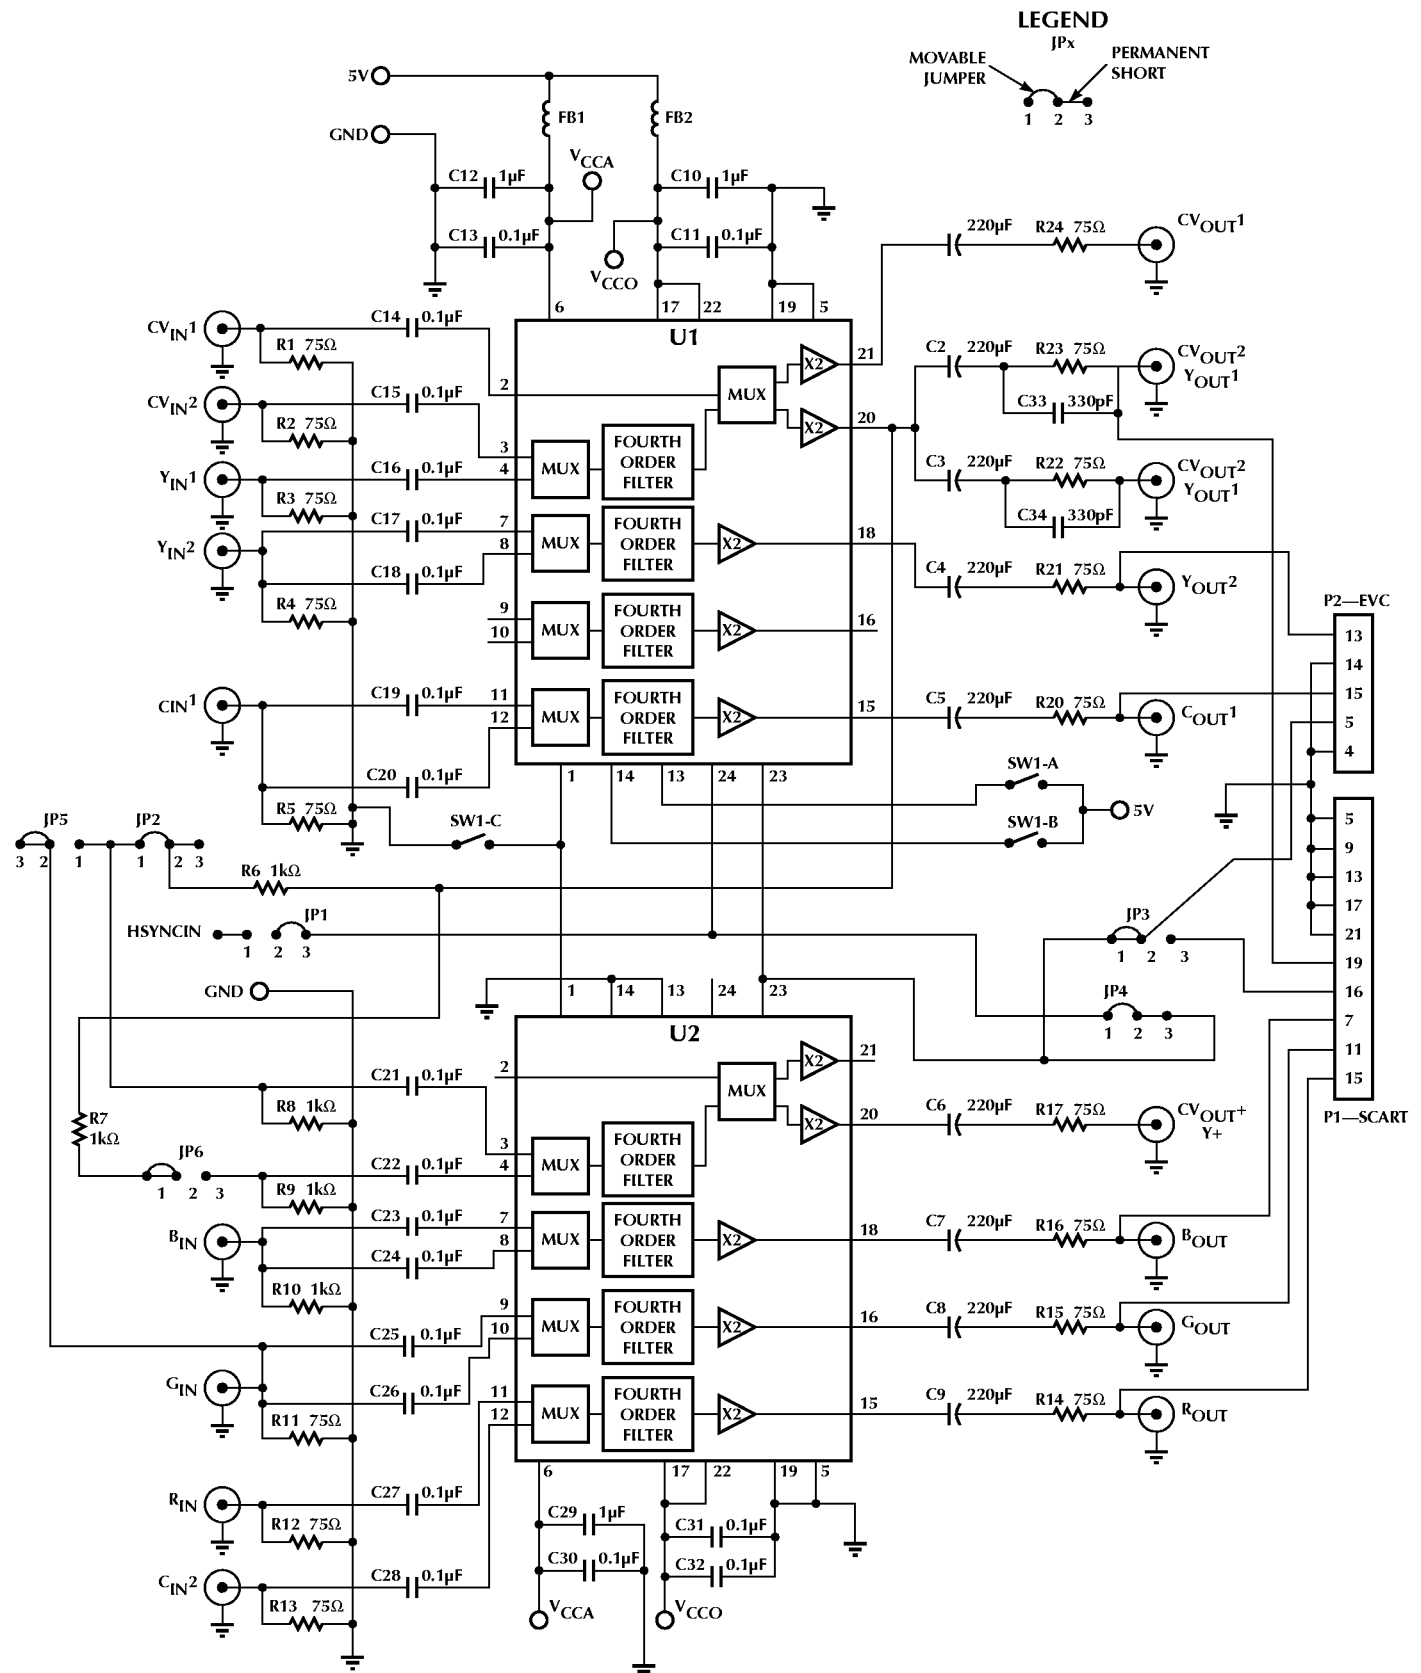 LEGEND
JPx
MOVABLE JUMPER
PERMANENT SHORT
1 2 3
5V
GND
FB1
FB2
VCCA
VCCO
C12 1µF
C13 0.1µF
C10 1µF
C11 0.1µF
6 17 22 19 5
U1
CVIN1
R1 75Ω
C14 0.1µF
2
CVIN2
R2 75Ω
C15 0.1µF
3
YIN1
R3 75Ω
C16 0.1µF
4
YIN2
C17 0.1µF
7
C18 0.1µF
8
R4 75Ω
9
10
CIN1
C19 0.1µF
11
12
C20 0.1µF
R5 75Ω
MUX
X2
X2
MUX
FOURTH ORDER FILTER
MUX
FOURTH ORDER FILTER
X2
MUX
FOURTH ORDER FILTER
X2
MUX
FOURTH ORDER FILTER
X2
21
20
18
16
15
220µF
R24 75Ω
CVOUT1
C2 220µF
R23 75Ω
CVOUT2
YOUT1
C33 330pF
C3 220µF
R22 75Ω
CVOUT2
YOUT1
C34 330pF
C4 220µF
R21 75Ω
YOUT2
C5 220µF
R20 75Ω
COUT1
P2—EVC
13
14
15
5
4
1 14 13 24 23
SW1-A
SW1-B
5V
SW1-C
JP5
3 2 1
JP2
1 2 3
R6 1kΩ
HSYNCIN
JP1
1 2 3
GND
JP3
1 2 3
JP4
1 2 3
5
9
13
17
21
19
16
7
11
15
P1—SCART
1 14 13 24 23
U2
2
21
MUX
X2
X2
C21 0.1µF
R8 1kΩ
R7
1kΩ
3
4
JP6
1 2 3
C22 0.1µF
R9 1kΩ
MUX
FOURTH ORDER FILTER
20
C6 220µF
R17 75Ω
CVOUT+
Y+
BIN
C23 0.1µF
7
8
C24 0.1µF
R10 1kΩ
MUX
FOURTH ORDER FILTER
X2
18
C7 220µF
R16 75Ω
BOUT
C25 0.1µF
9
10
GIN
C26 0.1µF
R11 75Ω
MUX
FOURTH ORDER FILTER
X2
16
C8 220µF
R15 75Ω
GOUT
11
12
MUX
FOURTH ORDER FILTER
X2
15
C9 220µF
R14 75Ω
ROUT
RIN
C27 0.1µF
R12 75Ω
CIN2
C28 0.1µF
R13 75Ω
6 17 22 19 5
C29 1µF
C30 0.1µF
C31 0.1µF
C32 0.1µF
VCCA
VCCO